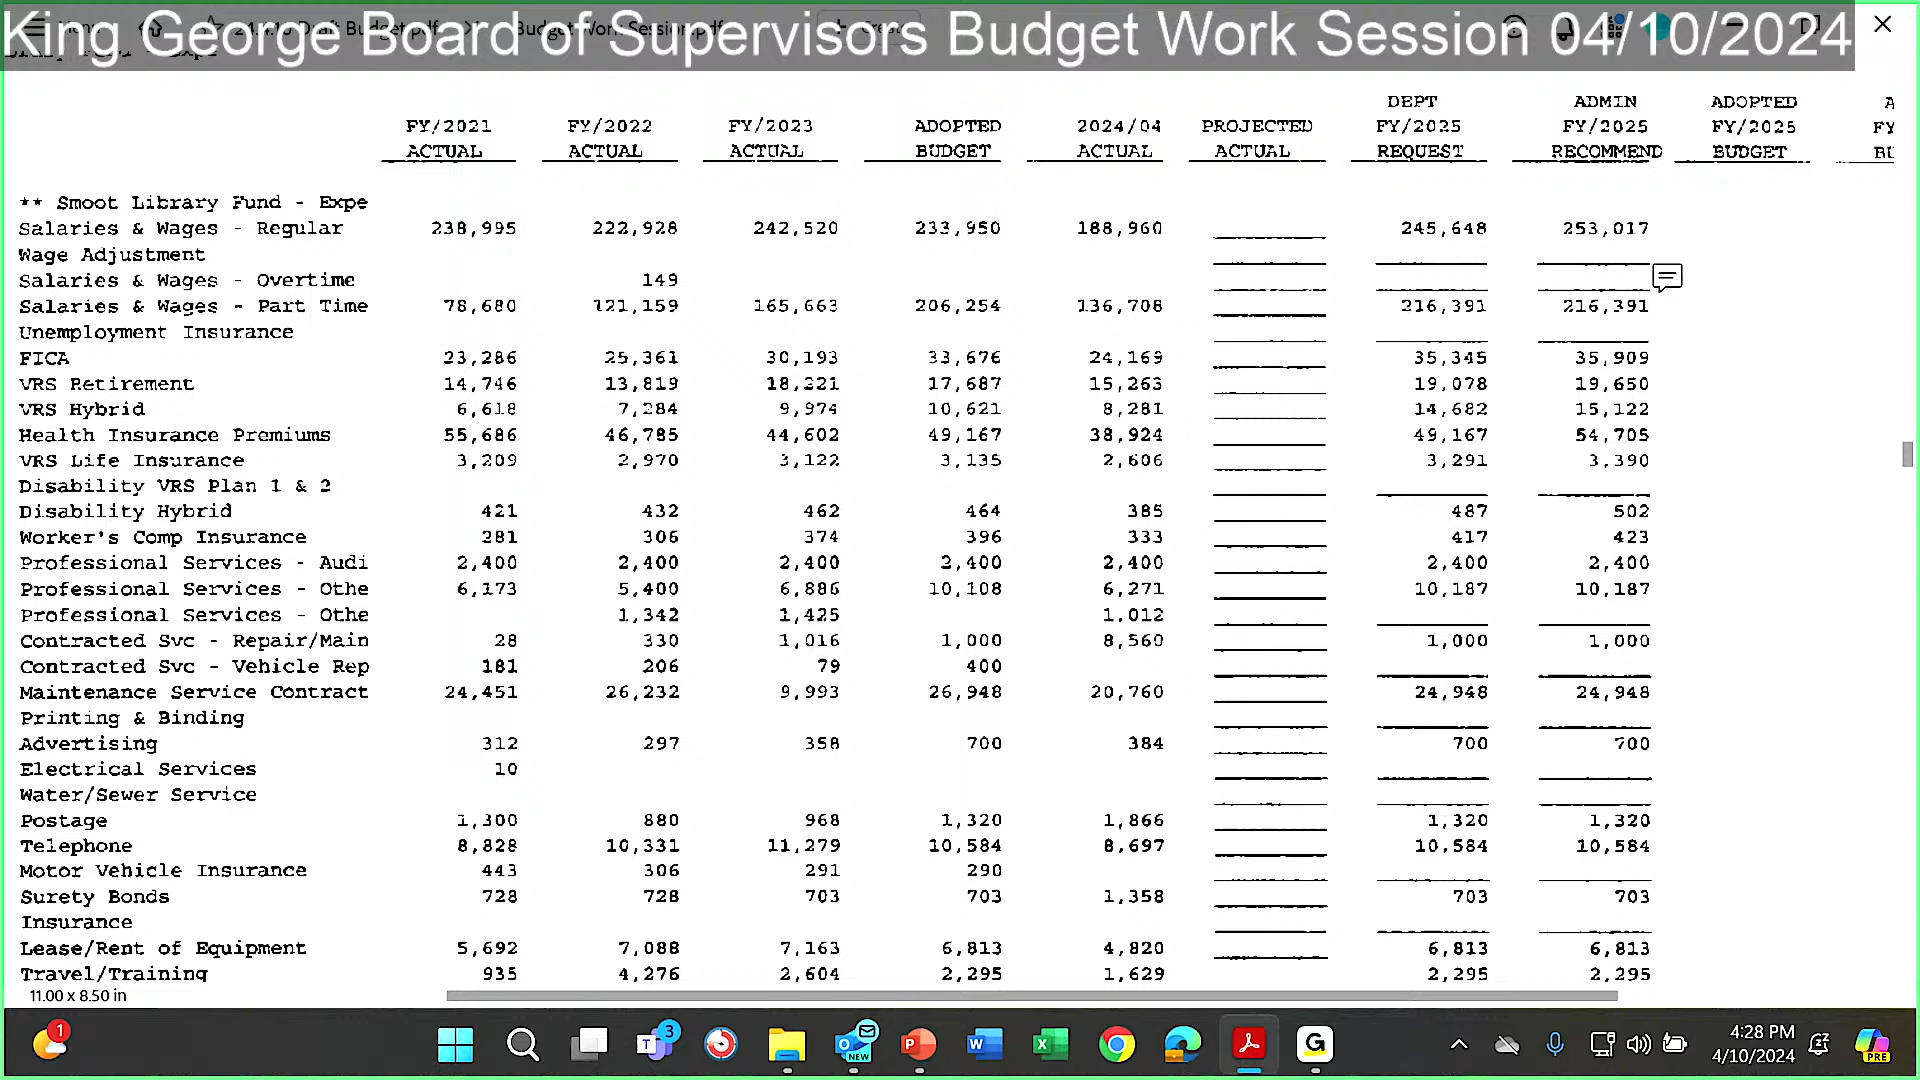 King George Board of Supervisors Budget Work Session 04/10/2024
DEPT ADMIN ADOPTED
FY/2021 FY/2022 FY/2023 ADOPTED 2024/04 PROJECTED FY/2025 FY/2025 FY/2025 FY
ACTUAL ACTUAL ACTUAL BUDGET ACTUAL ACTUAL REQUEST RECOMMEND BUDGET
** Smoot Library Fund - Expe
Salaries & Wages - Regular 238,995 222,928 242,520 233,950 188,960 245,648 253,017
Wage Adjustment
Salaries & Wages - Overtime 149
Salaries & Wages - Part Time 78,680 121,159 165,663 206,254 136,708 216,391 216,391
Unemployment Insurance
FICA 23,286 25,361 30,193 33,676 24,169 35,345 35,909
VRS Retirement 14,746 13,819 18,221 17,687 15,263 19,078 19,650
VRS Hybrid 6,618 7,284 9,974 10,621 8,281 14,682 15,122
Health Insurance Premiums 55,686 46,785 44,602 49,167 38,924 49,167 54,705
VRS Life Insurance 3,209 2,970 3,122 3,135 2,606 3,291 3,390
Disability VRS Plan 1 & 2
Disability Hybrid 421 432 462 464 385 487 502
Worker's Comp Insurance 281 306 374 396 333 417 423
Professional Services - Audi 2,400 2,400 2,400 2,400 2,400 2,400 2,400
Professional Services - Othe 6,173 5,400 6,886 10,108 6,271 10,187 10,187
Professional Services - Othe 1,342 1,425 1,012
Contracted Svc - Repair/Main 28 330 1,016 1,000 8,560 1,000 1,000
Contracted Svc - Vehicle Rep 181 206 79 400
Maintenance Service Contract 24,451 26,232 9,993 26,948 20,760 24,948 24,948
Printing & Binding
Advertising 312 297 358 700 384 700 700
Electrical Services 10
Water/Sewer Service
Postage 1,300 880 968 1,320 1,866 1,320 1,320
Telephone 8,828 10,331 11,279 10,584 8,697 10,584 10,584
Motor Vehicle Insurance 443 306 291 290
Surety Bonds 728 728 703 703 1,358 703 703
Insurance
Lease/Rent of Equipment 5,692 7,088 7,163 6,813 4,820 6,813 6,813
Travel/Training 935 4,276 2,604 2,295 1,629 2,295 2,295
11.00 x 8.50 in
1
3
NEW
4:28 PM
4/10/2024
PRE